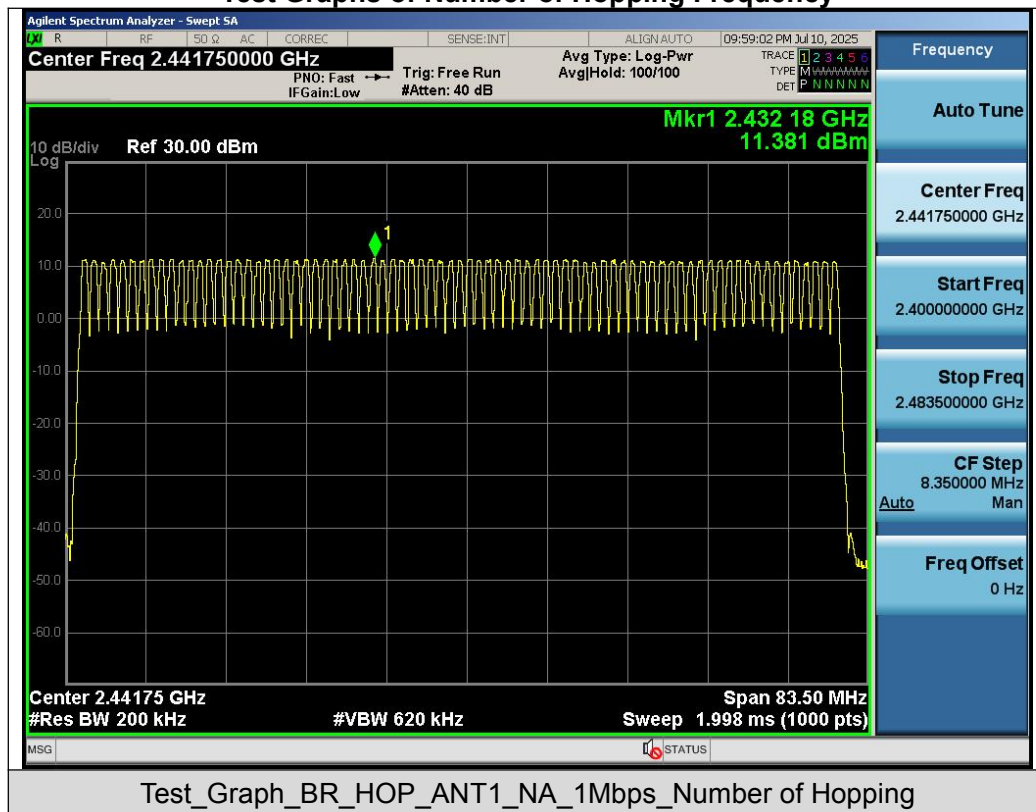 Test Graphs of Number of Hopping Frequency
Agilent Spectrum Analyzer - Swept SA
LXI R RF 50 Ω AC CORREC SENSE:INT ALIGN AUTO 09:59:02 PM Jul 10, 2025
Center Freq 2.441750000 GHz
PNO: Fast
IFGain:Low
Trig: Free Run
#Atten: 40 dB
Avg Type: Log-Pwr
Avg|Hold: 100/100
TRACE 1 2 3 4 5 6
TYPE M WWWWW
DET P N N N N N
Mkr1 2.432 18 GHz
11.381 dBm
10 dB/div Ref 30.00 dBm
Log
20.0
10.0
0.00
-10.0
-20.0
-30.0
-40.0
-50.0
-60.0
1
Center 2.44175 GHz Span 83.50 MHz
#Res BW 200 kHz #VBW 620 kHz Sweep 1.998 ms (1000 pts)
MSG STATUS
Frequency
Auto Tune
Center Freq
2.441750000 GHz
Start Freq
2.400000000 GHz
Stop Freq
2.483500000 GHz
CF Step
8.350000 MHz
Auto Man
Freq Offset
0 Hz
Test_Graph_BR_HOP_ANT1_NA_1Mbps_Number of Hopping